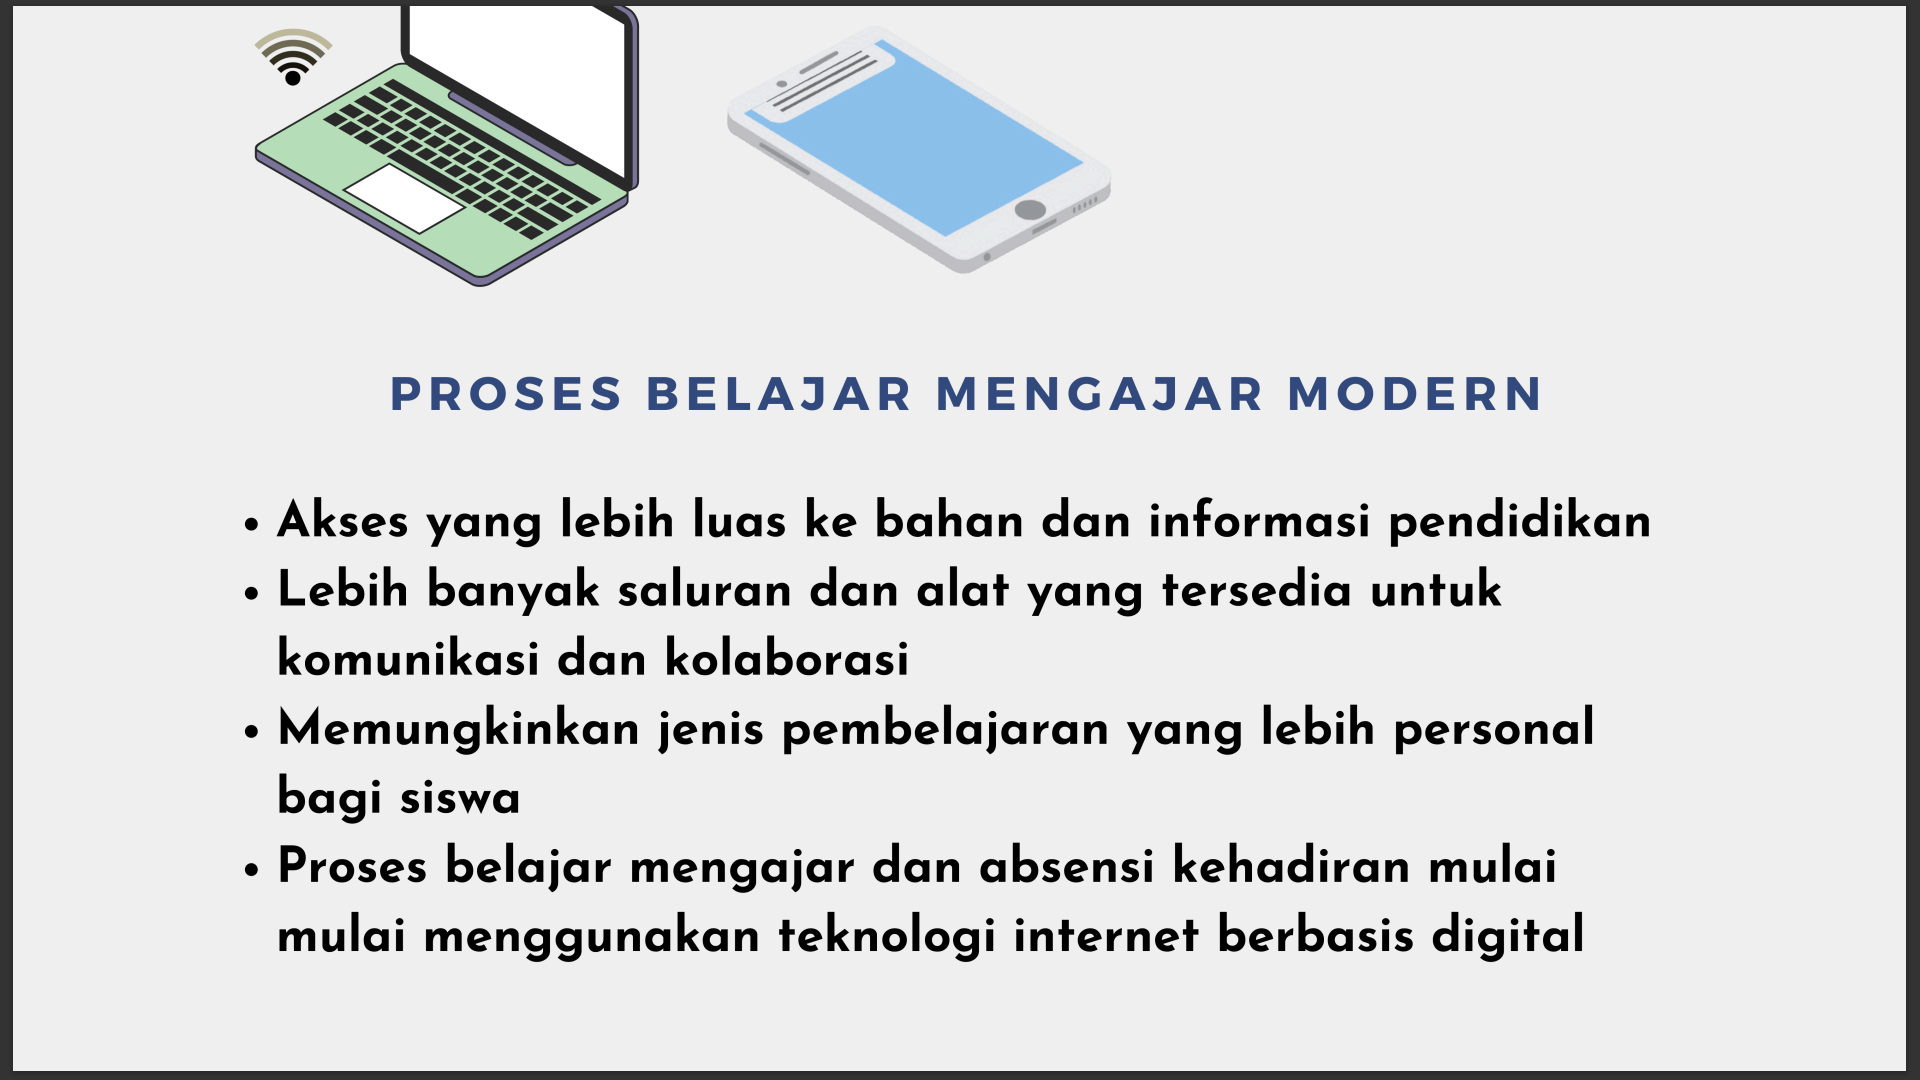 PROSES BELAJAR MENGAJAR MODERN
• Akses yang lebih luas ke bahan dan informasi pendidikan
• Lebih banyak saluran dan alat yang tersedia untuk
komunikasi dan kolaborasi
• Memungkinkan jenis pembelajaran yang lebih personal
bagi siswa
• Proses belajar mengajar dan absensi kehadiran mulai
mulai menggunakan teknologi internet berbasis digital